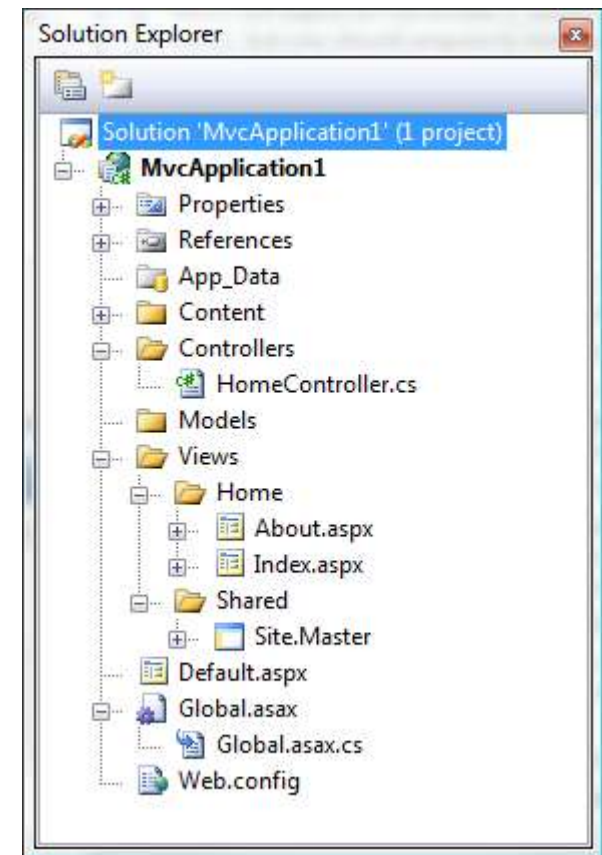 Solution Explorer
Solution 'MvcApplication1' (1 project)
MvcApplication1
Properties
References
App_Data
Content
Controllers
HomeController.cs
Models
Views
Home
About.aspx
Index.aspx
Shared
Site.Master
Default.aspx
Global.asax
Global.asax.cs
Web.config